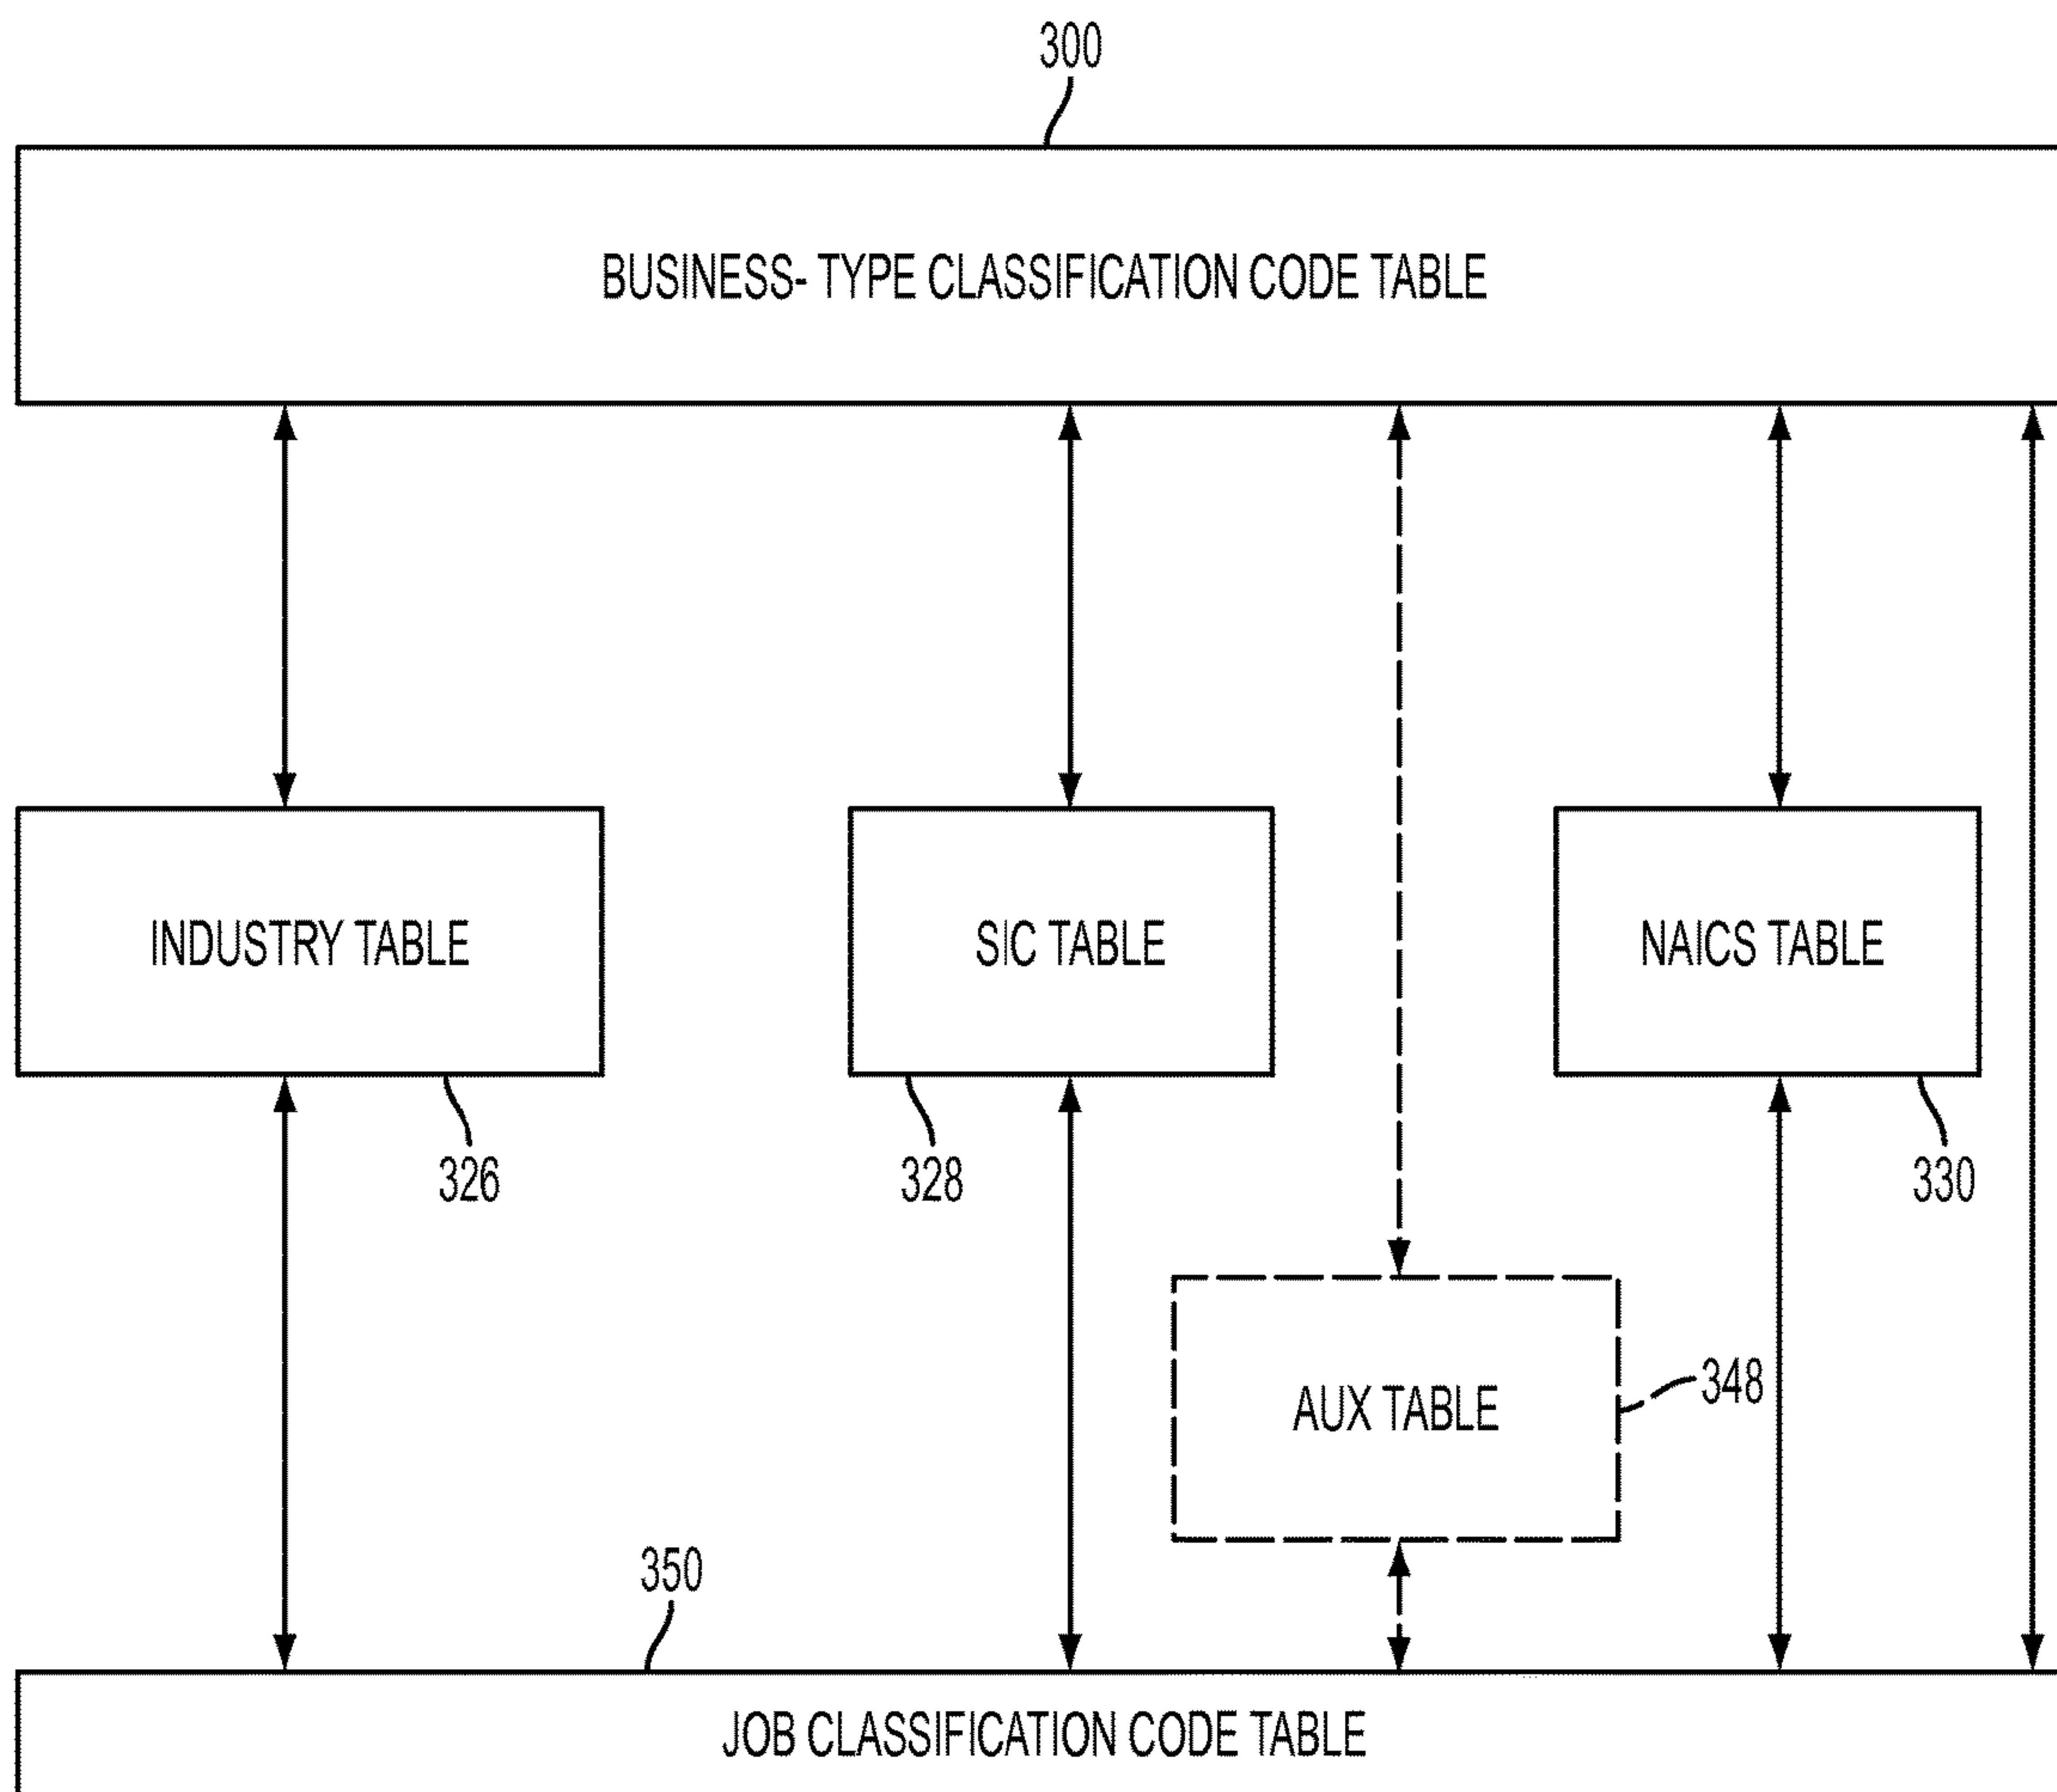 300
BUSINESS- TYPE CLASSIFICATION CODE TABLE
INDUSTRY TABLE
SIC TABLE
NAICS TABLE
326
328
330
AUX TABLE
348
350
JOB CLASSIFICATION CODE TABLE